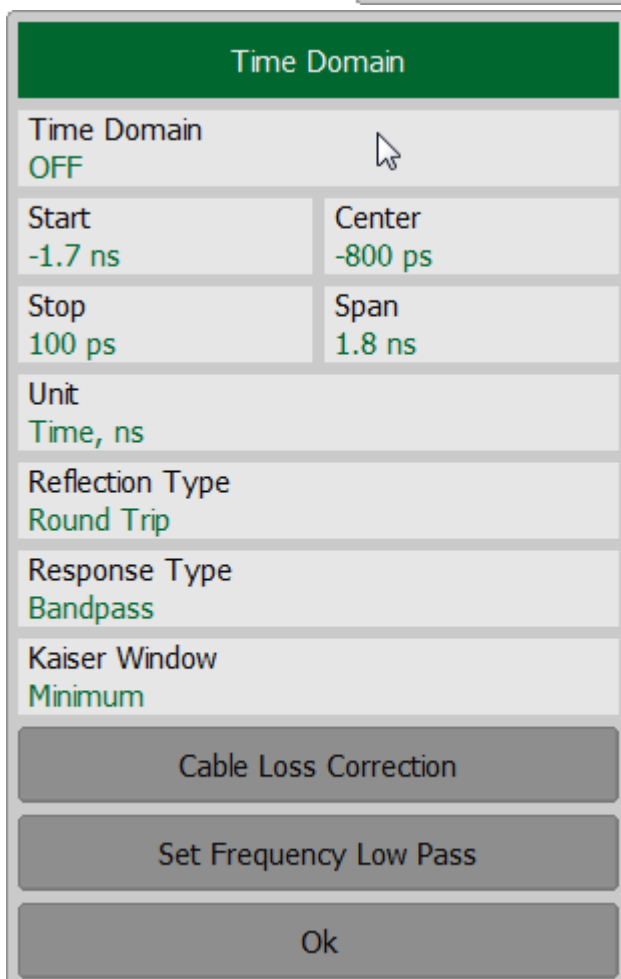 Time Domain
Time Domain
OFF
Start
-1.7 ns
Center
-800 ps
Stop
100 ps
Span
1.8 ns
Unit
Time, ns
Reflection Type
Round Trip
Response Type
Bandpass
Kaiser Window
Minimum
Cable Loss Correction
Set Frequency Low Pass
Ok